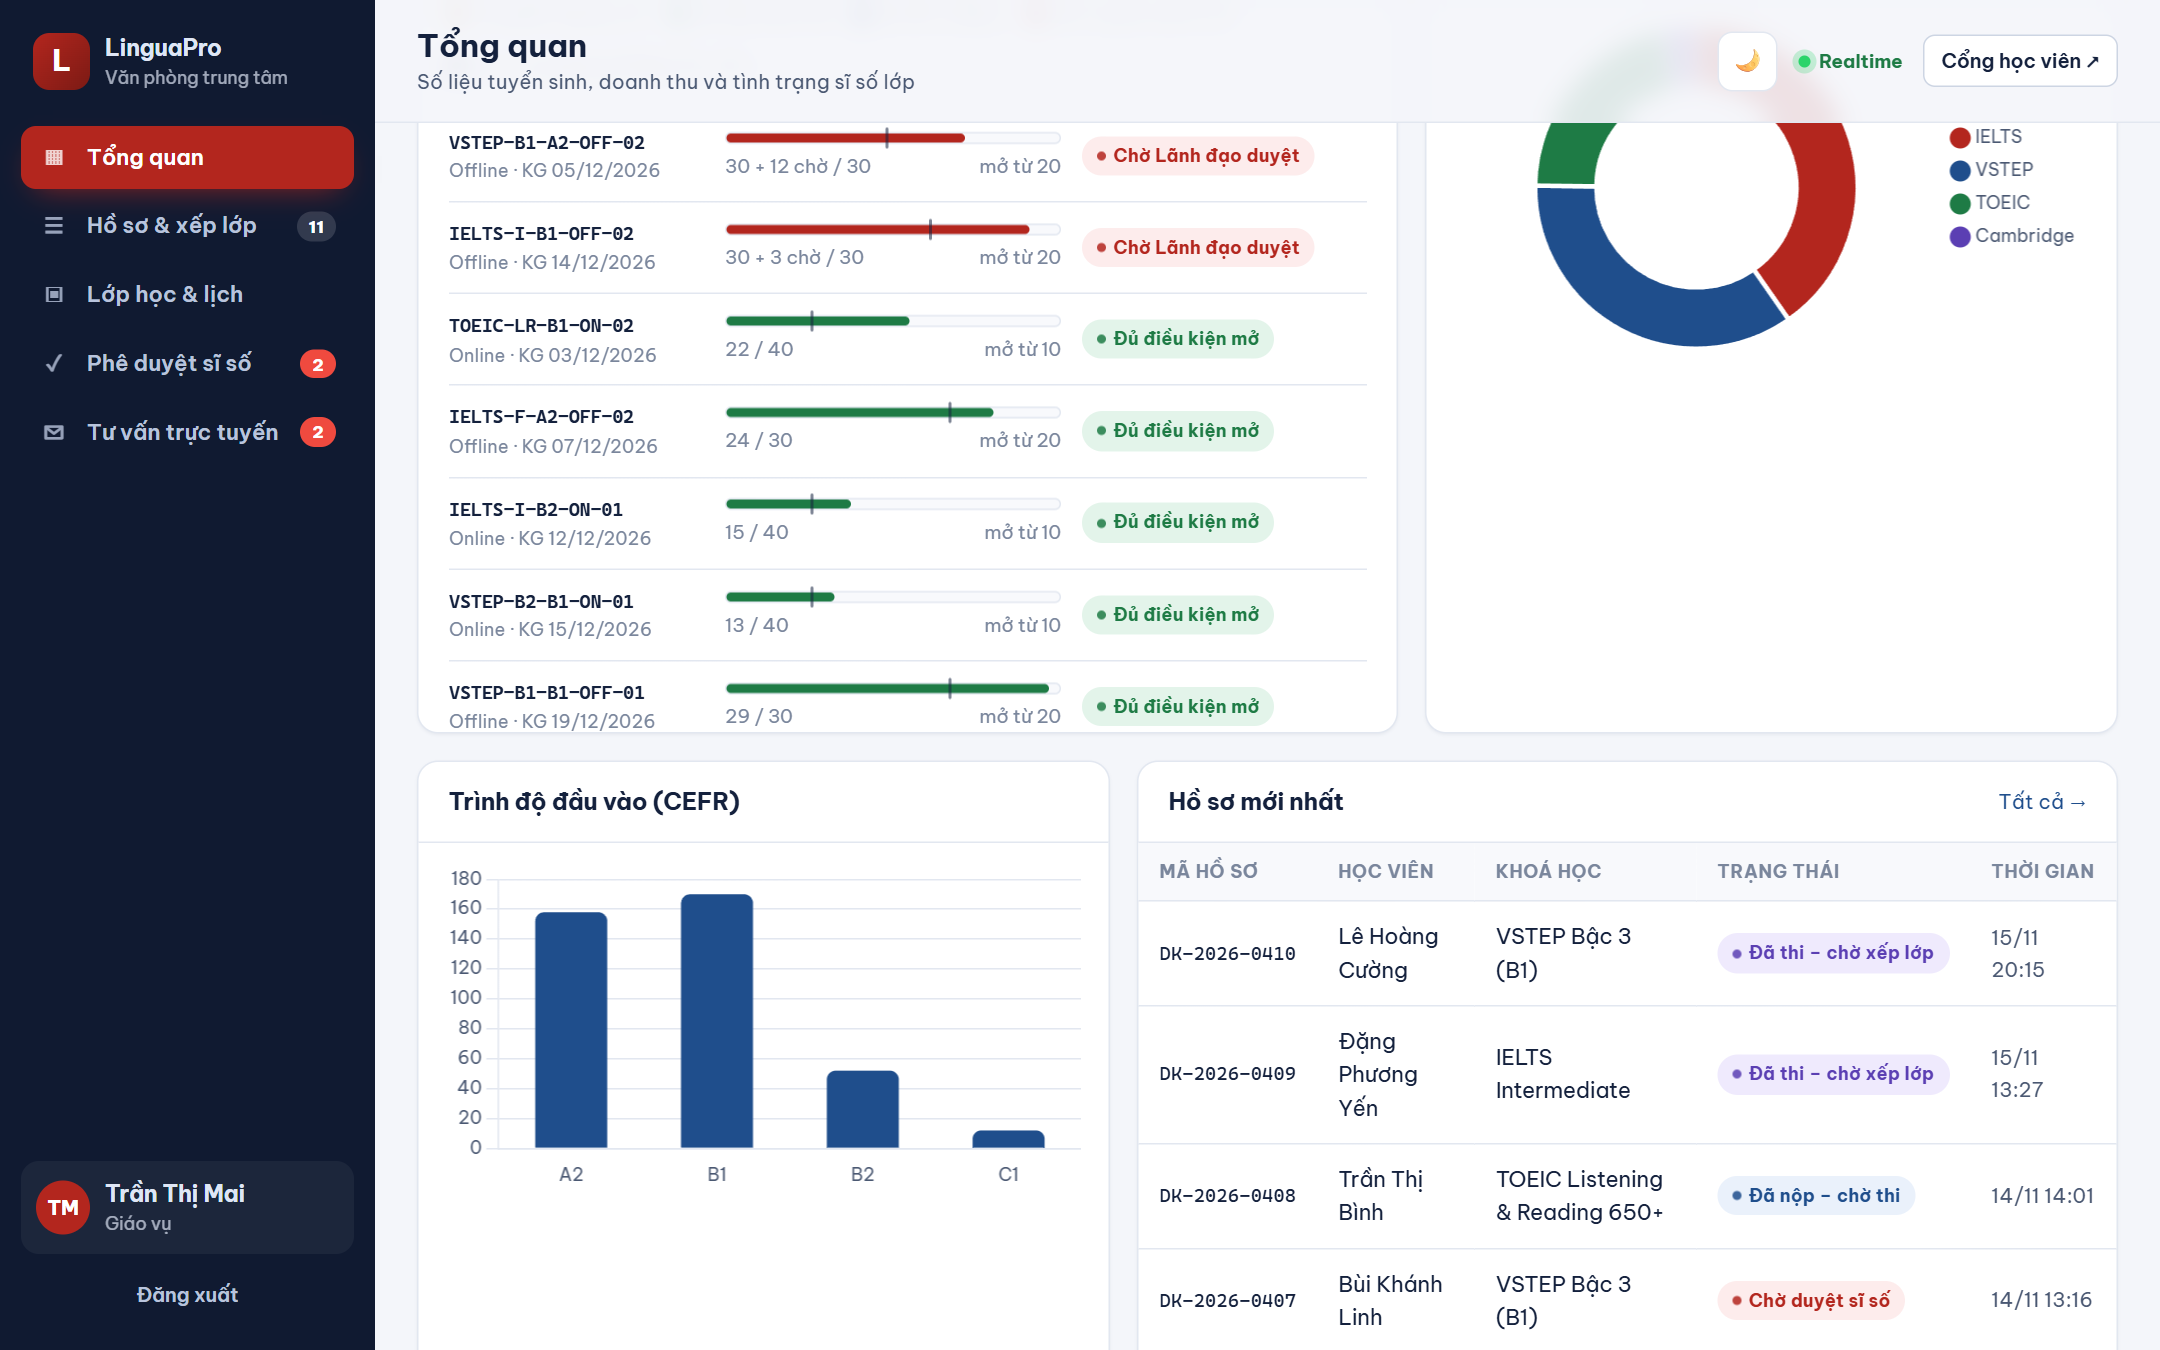 L
LinguaPro
Văn phòng trung tâm
Tổng quan
Hồ sơ & xếp lớp
11
Lớp học & lịch
Phê duyệt sĩ số
2
Tư vấn trực tuyến
2
TM
Trần Thị Mai
Giáo vụ
Đăng xuất
Tổng quan
Số liệu tuyển sinh, doanh thu và tình trạng sĩ số lớp
Realtime
Cổng học viên ↗
VSTEP-B1-A2-OFF-02
Offline · KG 05/12/2026
30 + 12 chờ / 30
mở từ 20
Chờ Lãnh đạo duyệt
IELTS-I-B1-OFF-02
Offline · KG 14/12/2026
30 + 3 chờ / 30
mở từ 20
Chờ Lãnh đạo duyệt
TOEIC-LR-B1-ON-02
Online · KG 03/12/2026
22 / 40
mở từ 10
Đủ điều kiện mở
IELTS-F-A2-OFF-02
Offline · KG 07/12/2026
24 / 30
mở từ 20
Đủ điều kiện mở
IELTS-I-B2-ON-01
Online · KG 12/12/2026
15 / 40
mở từ 10
Đủ điều kiện mở
VSTEP-B2-B1-ON-01
Online · KG 15/12/2026
13 / 40
mở từ 10
Đủ điều kiện mở
VSTEP-B1-B1-OFF-01
Offline · KG 19/12/2026
29 / 30
mở từ 20
Đủ điều kiện mở
IELTS
VSTEP
TOEIC
Cambridge
Trình độ đầu vào (CEFR)
180
160
140
120
100
80
60
40
20
0
A2
B1
B2
C1
Hồ sơ mới nhất
Tất cả →
MÃ HỒ SƠ
HỌC VIÊN
KHOÁ HỌC
TRẠNG THÁI
THỜI GIAN
DK-2026-0410
Lê Hoàng
Cường
VSTEP Bậc 3
(B1)
Đã thi – chờ xếp lớp
15/11
20:15
DK-2026-0409
Đặng
Phương
Yến
IELTS
Intermediate
Đã thi – chờ xếp lớp
15/11
13:27
DK-2026-0408
Trần Thị
Bình
TOEIC Listening
& Reading 650+
Đã nộp – chờ thi
14/11 14:01
DK-2026-0407
Bùi Khánh
Linh
VSTEP Bậc 3
(B1)
Chờ duyệt sĩ số
14/11 13:16